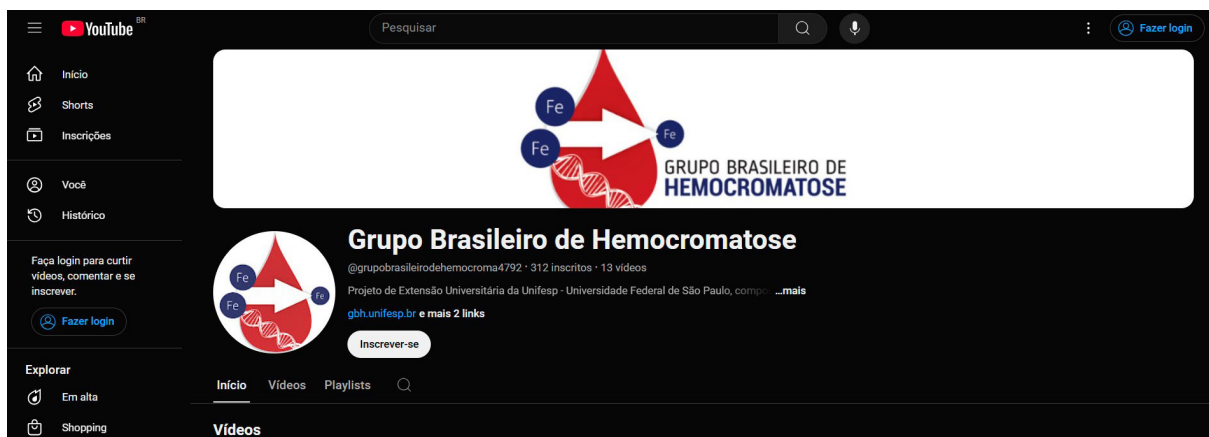 YouTube BR
Pesquisar
Fazer login
Início
Shorts
Inscrições
Você
Histórico
Faça login para curtir
vídeos, comentar e se
inscrever.
Fazer login
Explorar
Em alta
Shopping
Fe
Fe
Fe
GRUPO BRASILEIRO DE
HEMOCROMATOSE
Fe
Fe
Fe
Grupo Brasileiro de Hemocromatose
@grupobrasileirodehemocroma4792 · 312 inscritos · 13 vídeos
Projeto de Extensão Universitária da Unifesp - Universidade Federal de São Paulo, ...mais
gbh.unifesp.br e mais 2 links
Inscrever-se
Início Vídeos Playlists
Vídeos